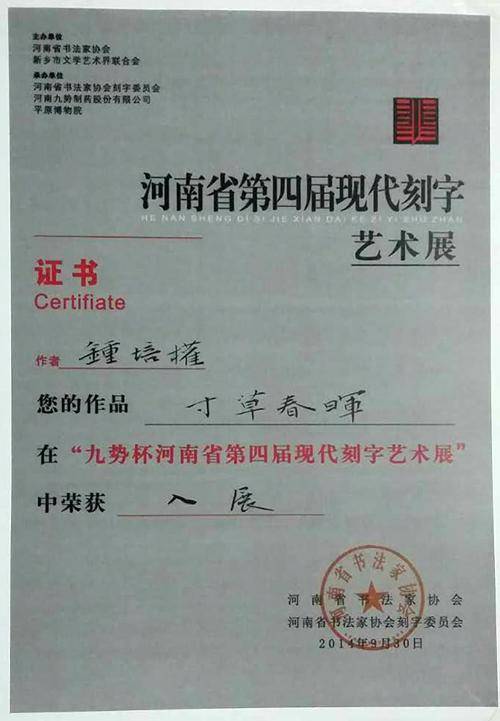 主办单位
河南省书法家协会
新乡市文学艺术界联合会
承办单位
河南省书法家协会刻字委员会
河南九势制药股份有限公司
平原博物院
河南省第四届现代刻字
HE NAN SHENG DI SI JIE XIAN DAI KE ZI YI SHU ZHAN
艺术展
证书
Certifiate
作者 鍾培權
您的作品 寸草春暉
在“九势杯河南省第四届现代刻字艺术展”
中荣获 入展
河南省书法家协会
河南省书法家协会
河南省书法家协会刻字委员会
2014年9月30日